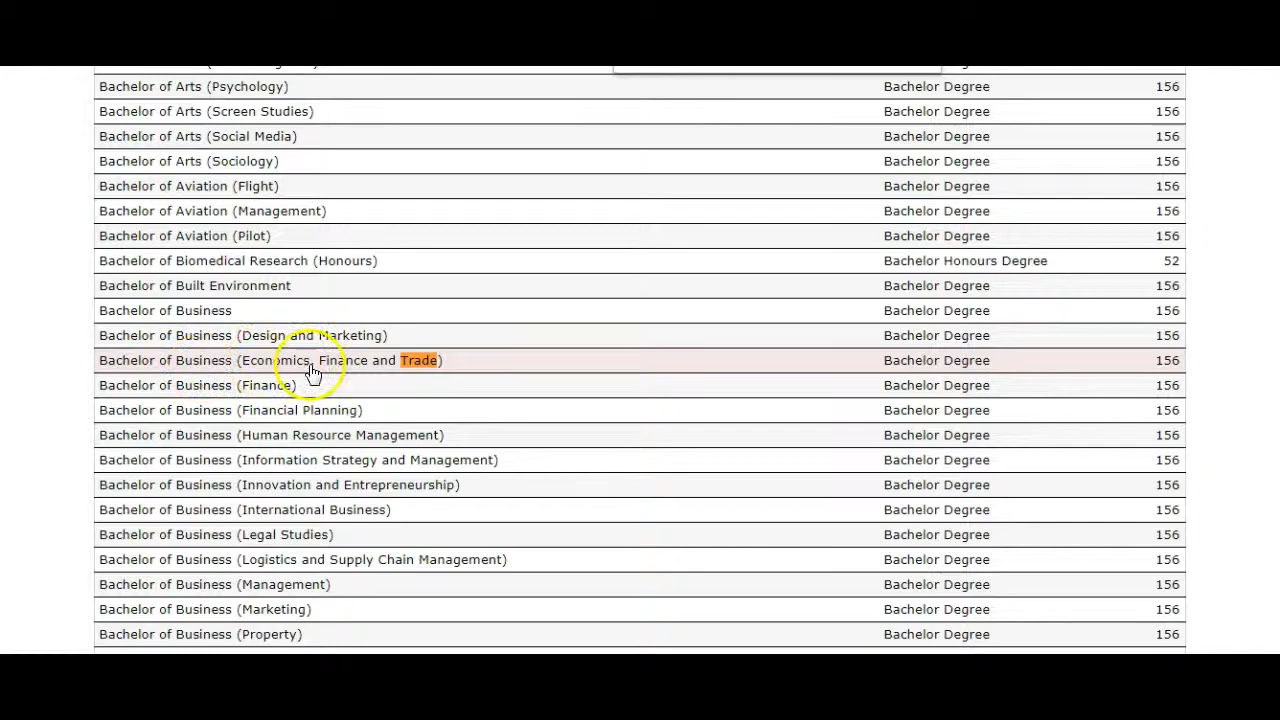 Bachelor of Arts (Psychology) Bachelor Degree 156
Bachelor of Arts (Screen Studies) Bachelor Degree 156
Bachelor of Arts (Social Media) Bachelor Degree 156
Bachelor of Arts (Sociology) Bachelor Degree 156
Bachelor of Aviation (Flight) Bachelor Degree 156
Bachelor of Aviation (Management) Bachelor Degree 156
Bachelor of Aviation (Pilot) Bachelor Degree 156
Bachelor of Biomedical Research (Honours) Bachelor Honours Degree 52
Bachelor of Built Environment Bachelor Degree 156
Bachelor of Business Bachelor Degree 156
Bachelor of Business (Design and Marketing) Bachelor Degree 156
Bachelor of Business (Economics, Finance and Trade) Bachelor Degree 156
Bachelor of Business (Finance) Bachelor Degree 156
Bachelor of Business (Financial Planning) Bachelor Degree 156
Bachelor of Business (Human Resource Management) Bachelor Degree 156
Bachelor of Business (Information Strategy and Management) Bachelor Degree 156
Bachelor of Business (Innovation and Entrepreneurship) Bachelor Degree 156
Bachelor of Business (International Business) Bachelor Degree 156
Bachelor of Business (Legal Studies) Bachelor Degree 156
Bachelor of Business (Logistics and Supply Chain Management) Bachelor Degree 156
Bachelor of Business (Management) Bachelor Degree 156
Bachelor of Business (Marketing) Bachelor Degree 156
Bachelor of Business (Property) Bachelor Degree 156